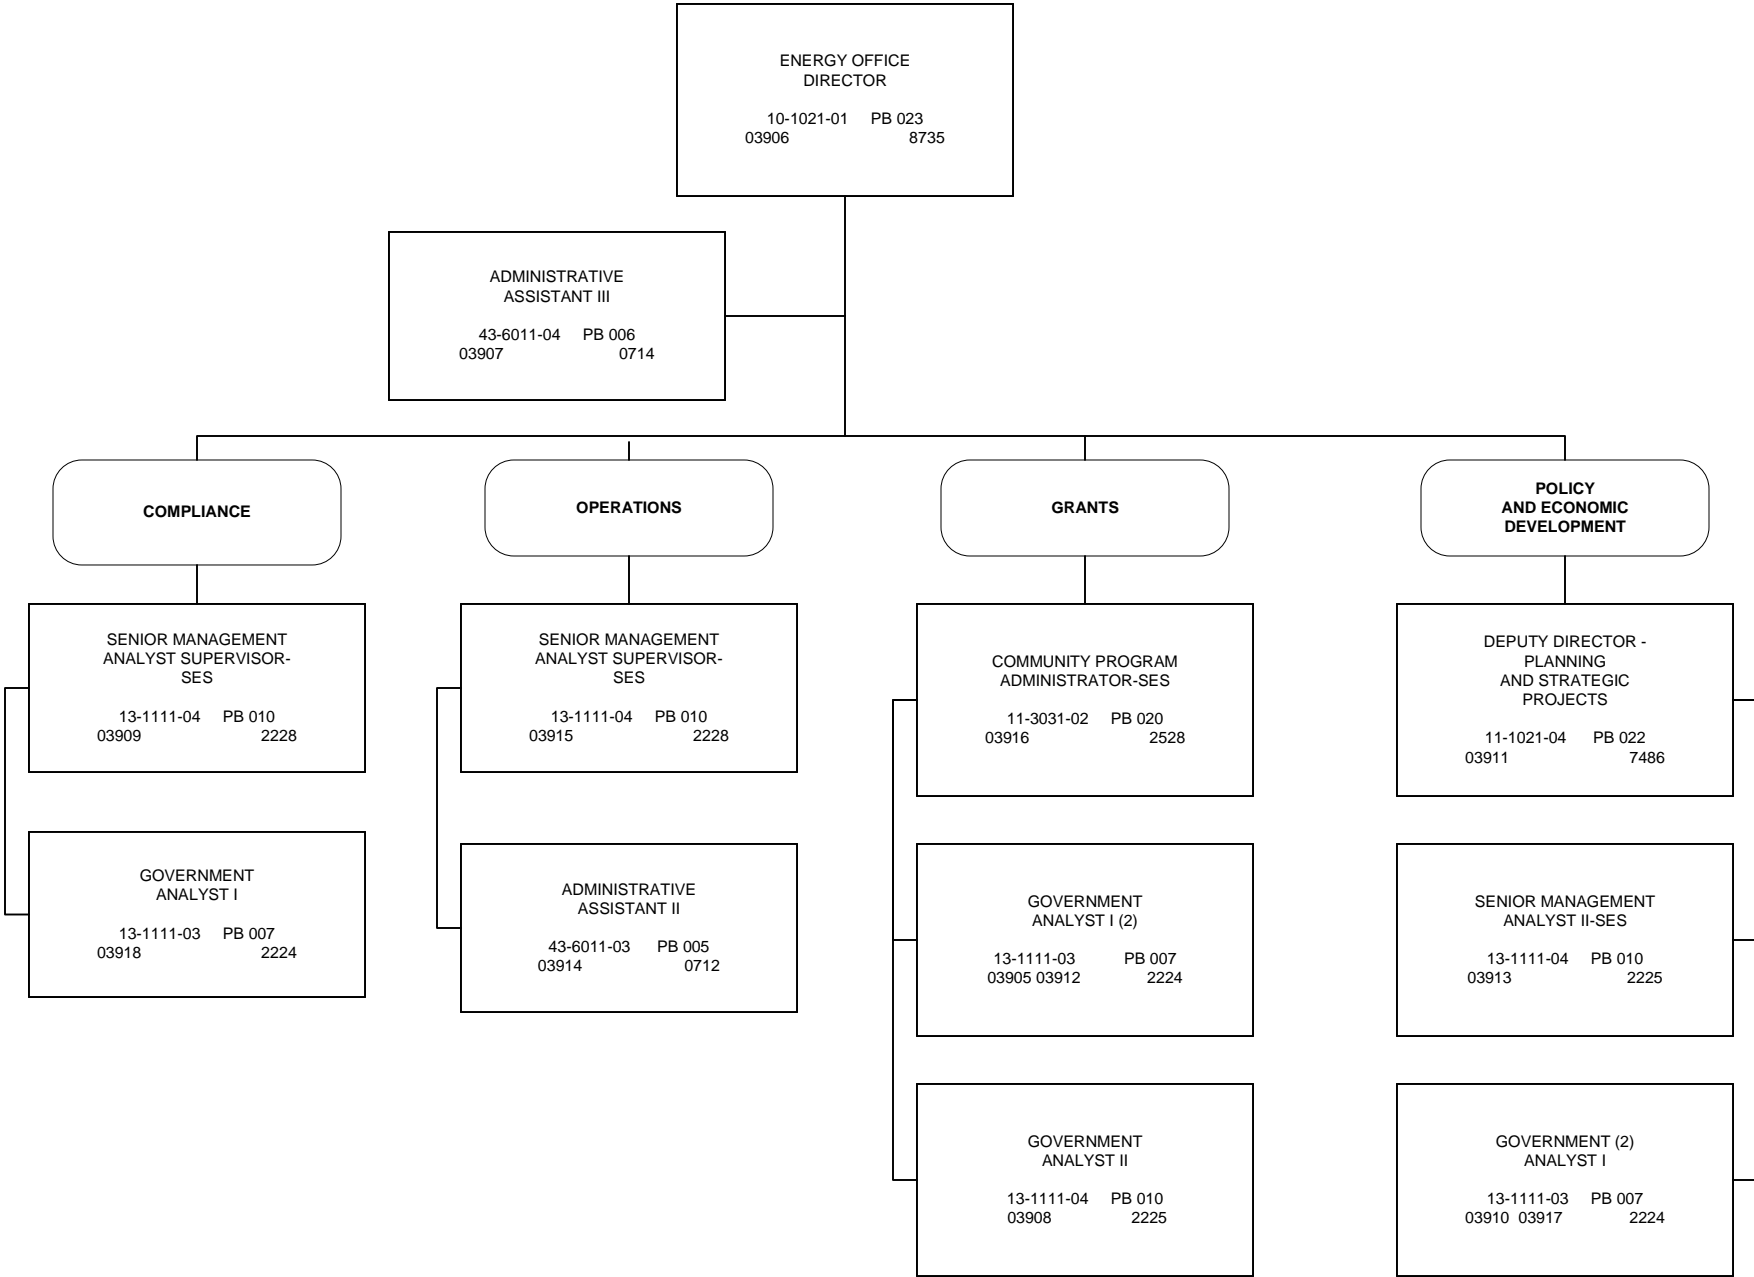 ENERGY OFFICE
DIRECTOR
10-1021-01 PB 023
03906 8735
ADMINISTRATIVE
ASSISTANT III
43-6011-04 PB 006
03907 0714
COMPLIANCE
SENIOR MANAGEMENT
ANALYST SUPERVISOR-
SES
13-1111-04 PB 010
03909 2228
GOVERNMENT
ANALYST I
13-1111-03 PB 007
03918 2224
OPERATIONS
SENIOR MANAGEMENT
ANALYST SUPERVISOR-
SES
13-1111-04 PB 010
03915 2228
ADMINISTRATIVE
ASSISTANT II
43-6011-03 PB 005
03914 0712
GRANTS
COMMUNITY PROGRAM
ADMINISTRATOR-SES
11-3031-02 PB 020
03916 2528
GOVERNMENT
ANALYST I (2)
13-1111-03 PB 007
03905 03912 2224
GOVERNMENT
ANALYST II
13-1111-04 PB 010
03908 2225
POLICY
AND ECONOMIC
DEVELOPMENT
DEPUTY DIRECTOR -
PLANNING
AND STRATEGIC
PROJECTS
11-1021-04 PB 022
03911 7486
SENIOR MANAGEMENT
ANALYST II-SES
13-1111-04 PB 010
03913 2225
GOVERNMENT (2)
ANALYST I
13-1111-03 PB 007
03910 03917 2224